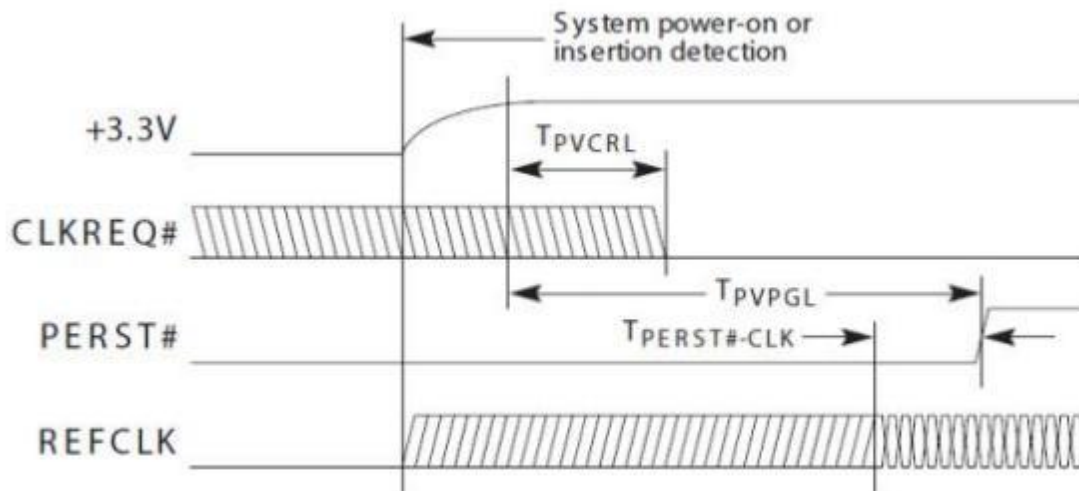 System power-on or
insertion detection
+3.3V
TPVCRL
CLKREQ#
TPVPGL
PERST#
TPERST#-CLK
REFCLK